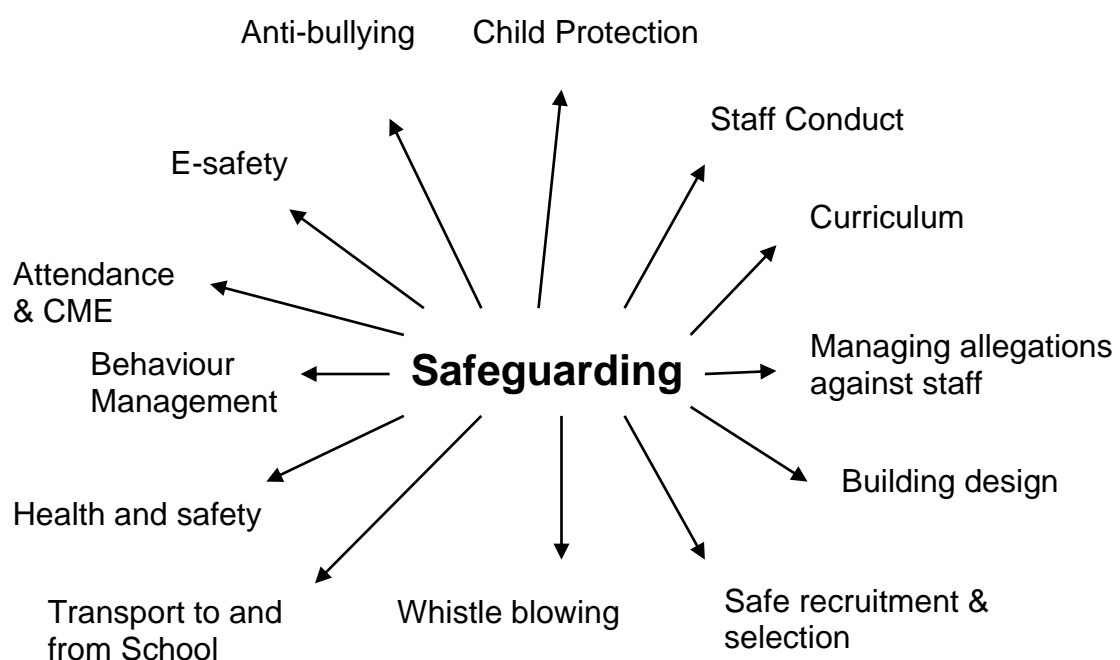 Anti-bullying
Child Protection
Staff Conduct
E-safety
Curriculum
Attendance
& CME
Managing allegations
against staff
Behaviour
Management
Safeguarding
Building design
Health and safety
Safe recruitment &
selection
Transport to and
from School
Whistle blowing